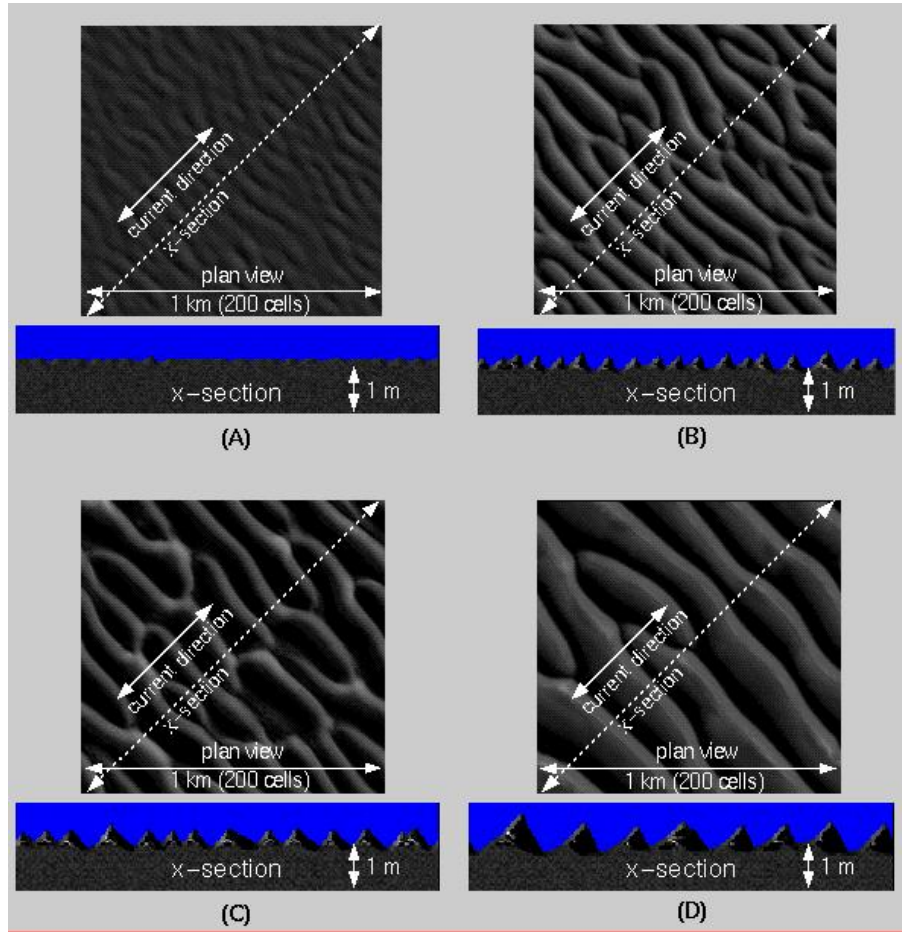 current direction
x-section
plan view
1 km (200 cells)
x-section
1 m
(A)
current direction
x-section
plan view
1 km (200 cells)
x-section
1 m
(B)
current direction
x-section
plan view
1 km (200 cells)
x-section
1 m
(C)
current direction
x-section
plan view
1 km (200 cells)
x-section
1 m
(D)